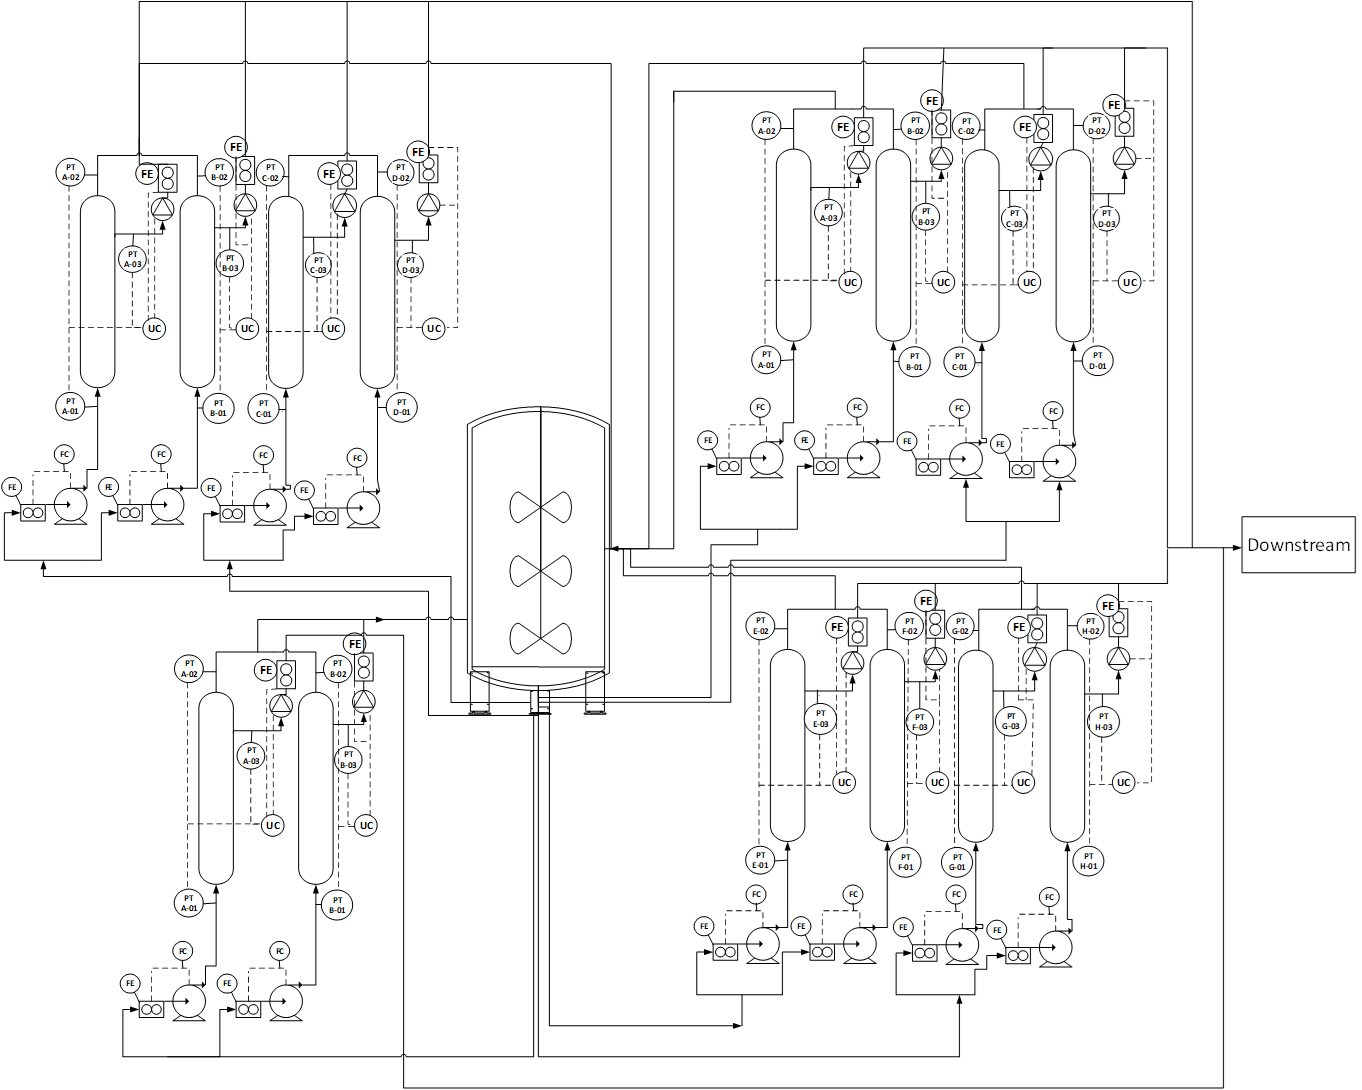 FE
PT
A-02
FE
PT
B-02
PT
C-02
FE
FE
PT
D-02
PT
A-03
PT
B-03
PT
C-03
PT
D-03
UC
UC
UC
UC
PT
A-01
PT
B-01
PT
C-01
PT
D-01
FC
FC
FC
FC
FE
FE
FE
FE
FE
FE
PT
A-02
FE
PT
B-02
PT
C-02
FE
PT
D-02
PT
A-03
PT
B-03
PT
C-03
PT
D-03
UC
UC
UC
UC
PT
A-01
PT
B-01
PT
C-01
PT
D-01
FC
FC
FC
FC
FE
FE
FE
FE
Downstream
FE
PT
A-02
FE
PT
B-02
PT
A-03
PT
B-03
UC
UC
PT
A-01
PT
B-01
FC
FC
FE
FE
FE
FE
PT
E-02
FE
PT
F-02
PT
G-02
FE
PT
H-02
PT
E-03
PT
F-03
PT
G-03
PT
H-03
UC
UC
UC
UC
PT
E-01
PT
F-01
PT
G-01
PT
H-01
FC
FC
FC
FC
FE
FE
FE
FE